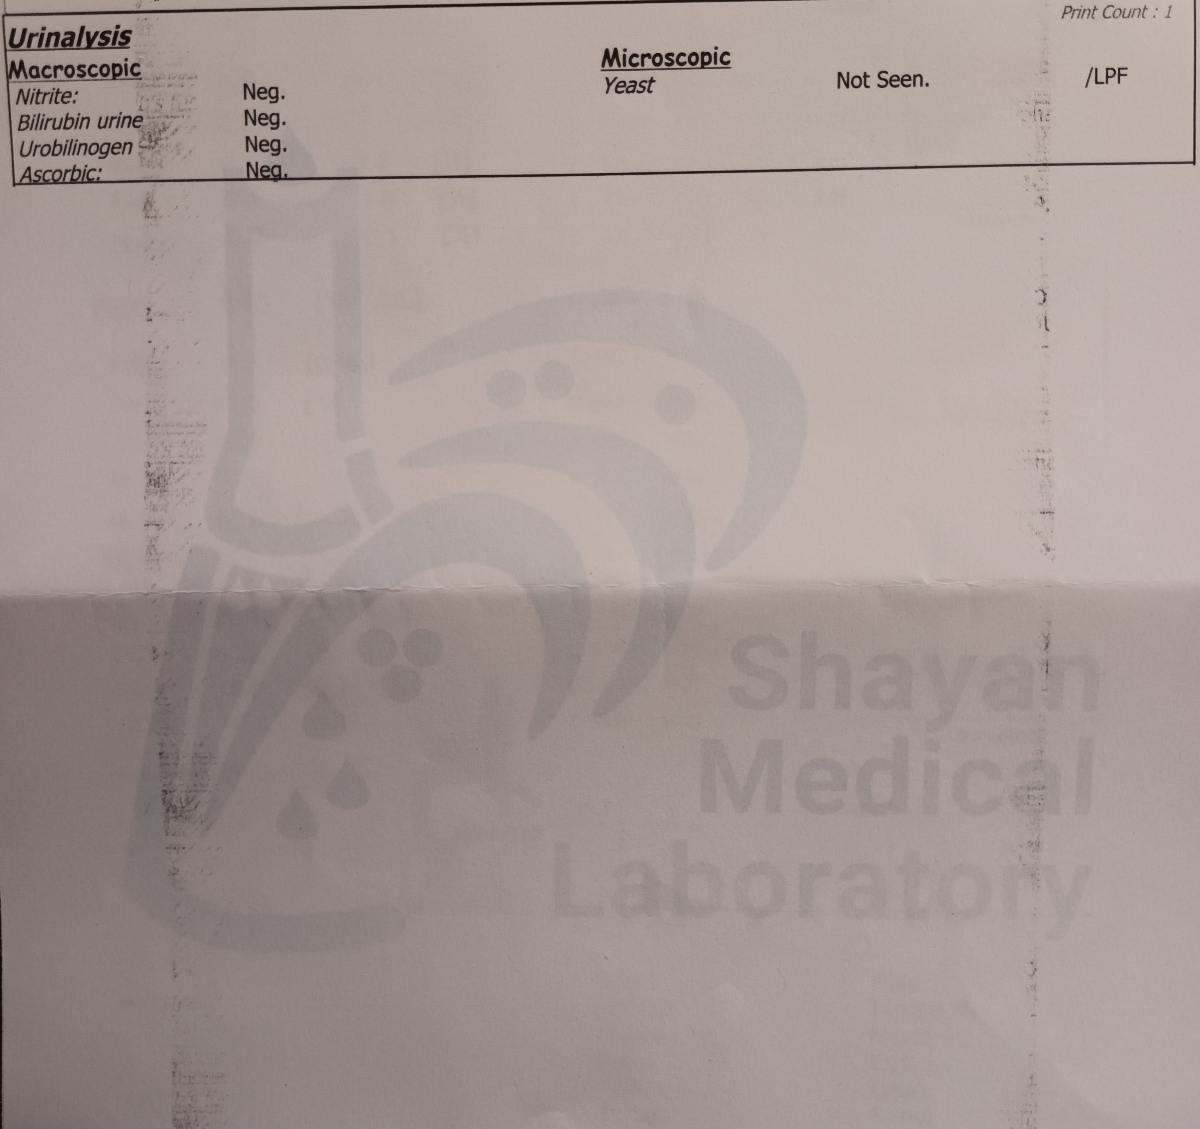 Print Count : 1
Urinalysis
Macroscopic
Nitrite: Neg.
Bilirubin urine Neg.
Urobilinogen Neg.
Ascorbic: Neg.
Microscopic
Yeast Not Seen. /LPF
Shayan
Medical
Laboratory